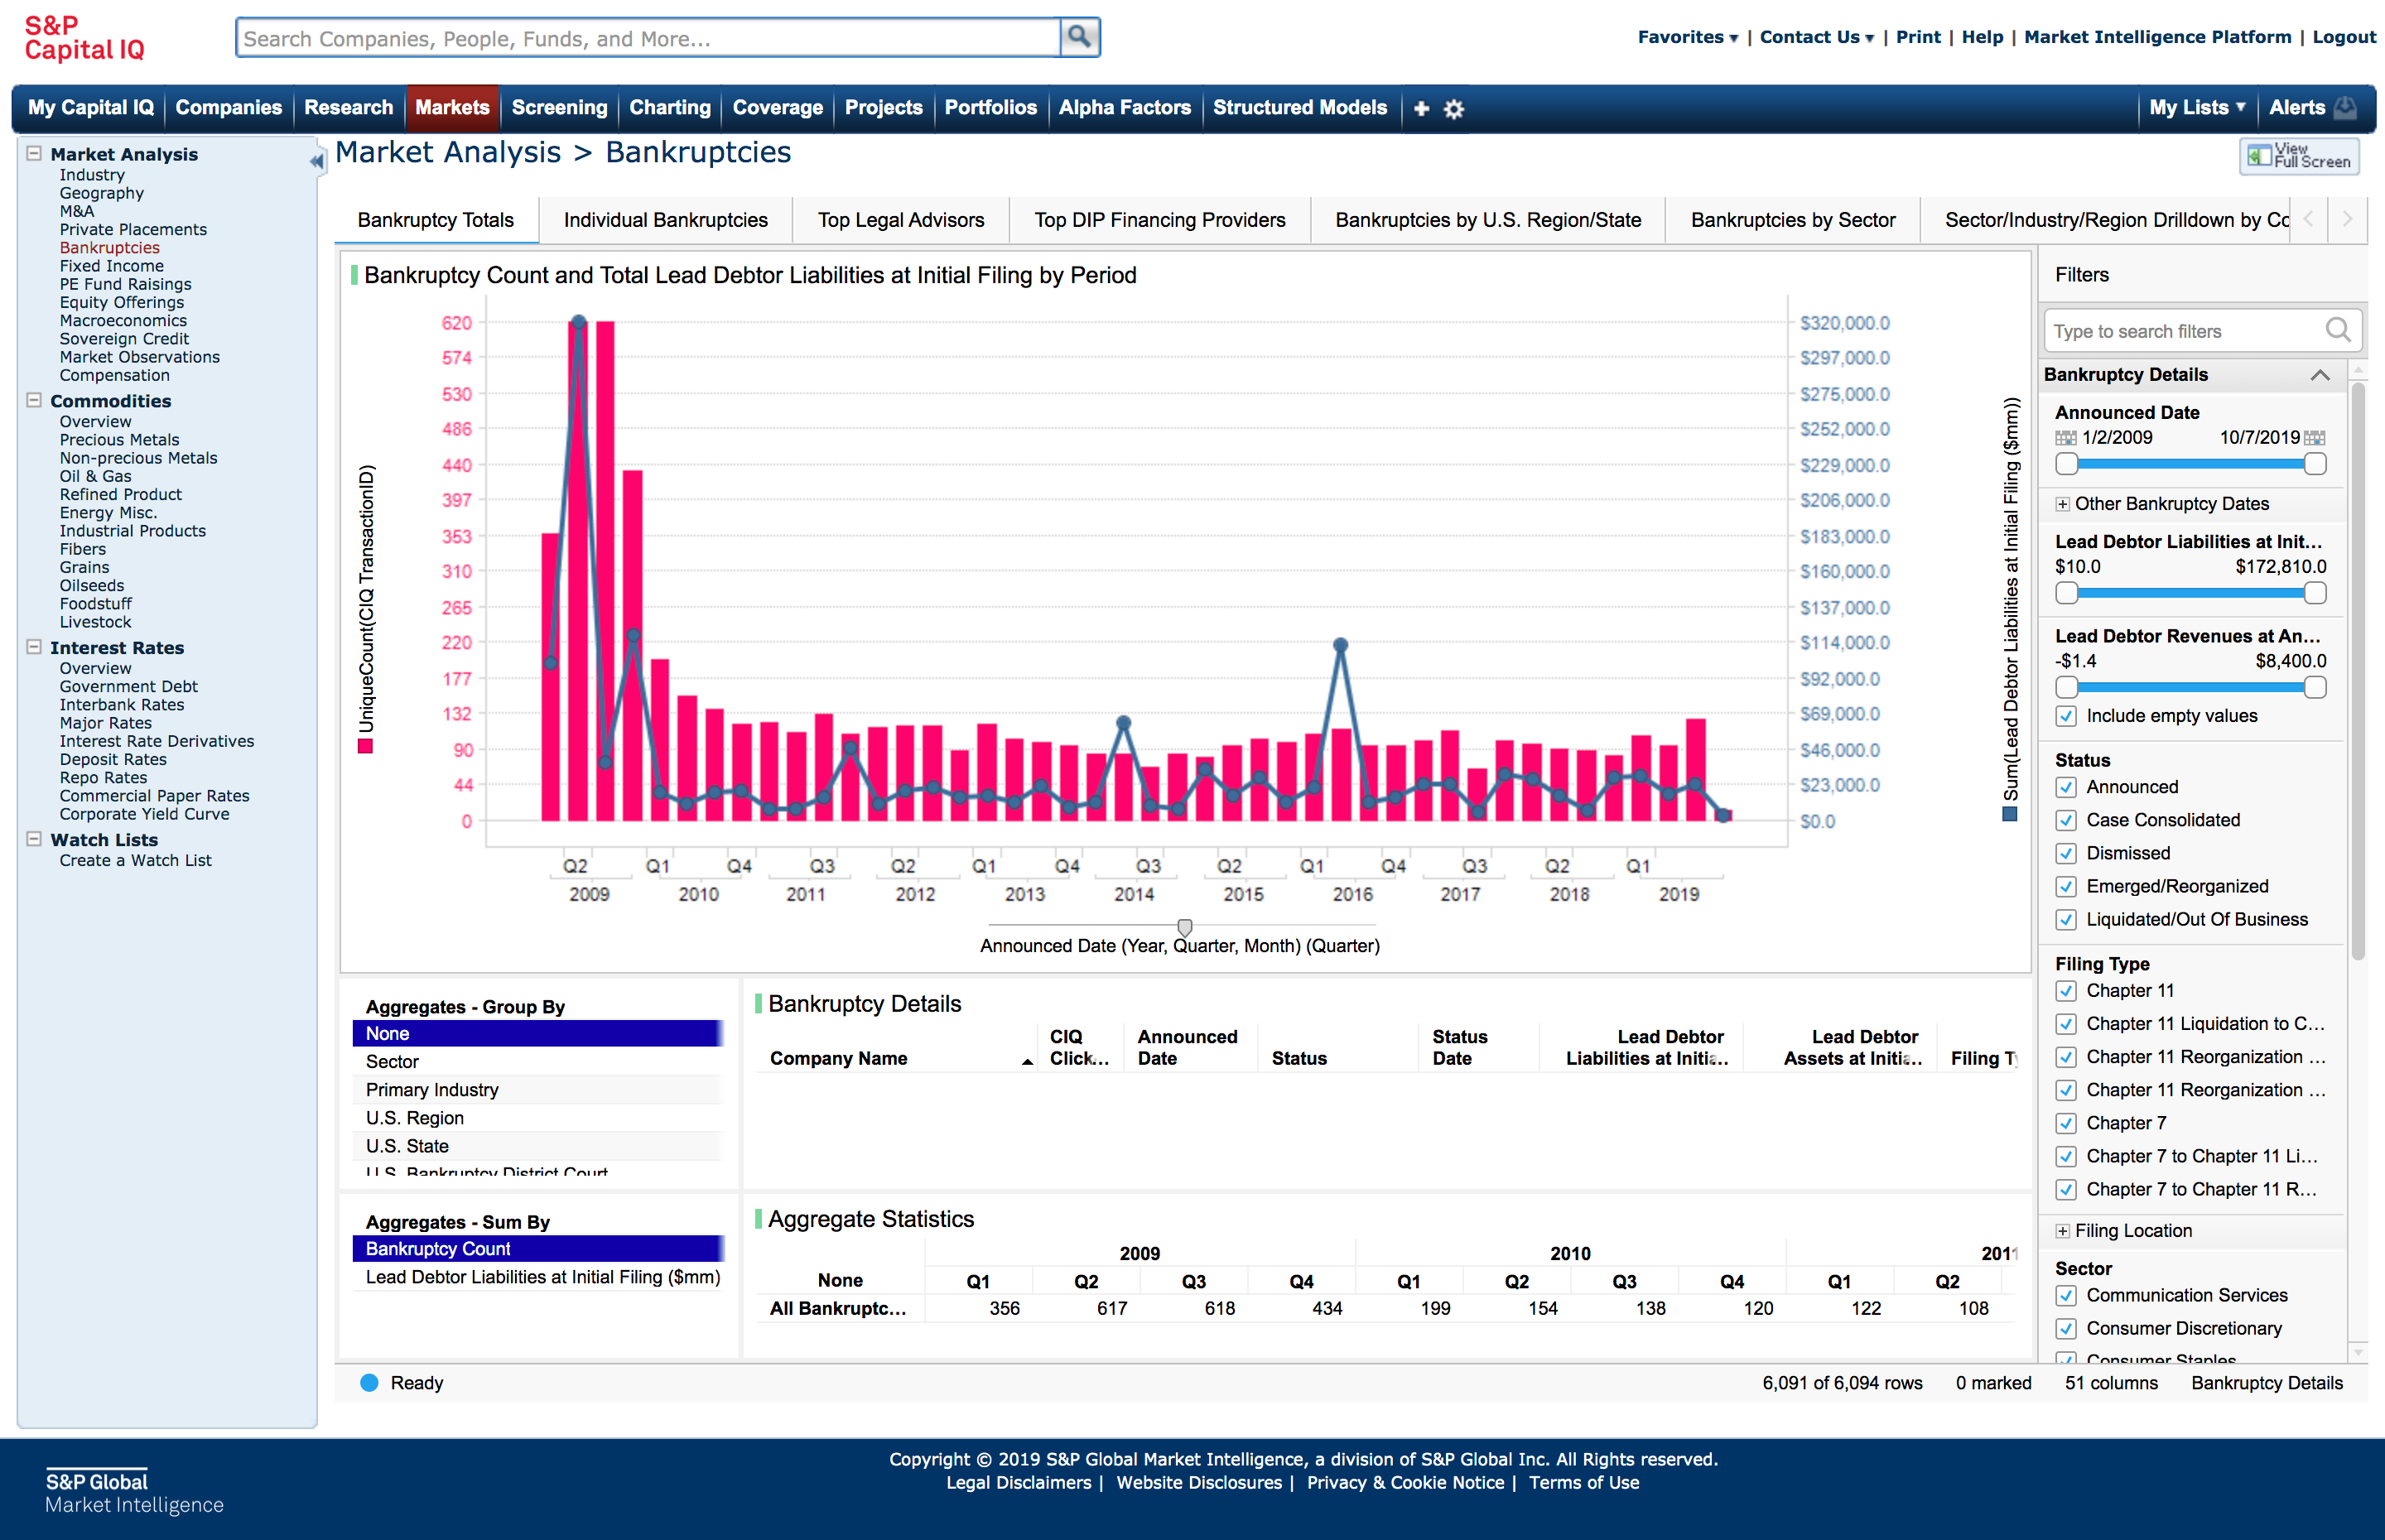 S&P
Capital IQ
Search Companies, People, Funds, and More...
Favorites ▾ | Contact Us ▾ | Print | Help | Market Intelligence Platform | Logout
My Capital IQ Companies Research Markets Screening Charting Coverage Projects Portfolios Alpha Factors Structured Models
My Lists ▾ Alerts
Market Analysis
Industry
Geography
M&A
Private Placements
Bankruptcies
Fixed Income
PE Fund Raisings
Equity Offerings
Macroeconomics
Sovereign Credit
Market Observations
Compensation
Commodities
Overview
Precious Metals
Non-precious Metals
Oil & Gas
Refined Product
Energy Misc.
Industrial Products
Fibers
Grains
Oilseeds
Foodstuff
Livestock
Interest Rates
Overview
Government Debt
Interbank Rates
Major Rates
Interest Rate Derivatives
Deposit Rates
Repo Rates
Commercial Paper Rates
Corporate Yield Curve
Watch Lists
Create a Watch List
Market Analysis > Bankruptcies
View
Full Screen
Bankruptcy Totals Individual Bankruptcies Top Legal Advisors Top DIP Financing Providers Bankruptcies by U.S. Region/State Bankruptcies by Sector Sector/Industry/Region Drilldown by Co
Bankruptcy Count and Total Lead Debtor Liabilities at Initial Filing by Period
UniqueCount(CIQ TransactionID)
620
574
530
486
440
397
353
310
265
220
177
132
90
44
0
$320,000.0
$297,000.0
$275,000.0
$252,000.0
$229,000.0
$206,000.0
$183,000.0
$160,000.0
$137,000.0
$114,000.0
$92,000.0
$69,000.0
$46,000.0
$23,000.0
$0.0
Sum(Lead Debtor Liabilities at Initial Filing ($mm))
Q2 Q1 Q4 Q3 Q2 Q1 Q4 Q3 Q2 Q1 Q4 Q3 Q2 Q1
2009 2010 2011 2012 2013 2014 2015 2016 2017 2018 2019
Announced Date (Year, Quarter, Month) (Quarter)
Aggregates - Group By
None
Sector
Primary Industry
U.S. Region
U.S. State
U.S. Bankruptcy District Court
Aggregates - Sum By
Bankruptcy Count
Lead Debtor Liabilities at Initial Filing ($mm)
Bankruptcy Details
CIQ Announced Status Lead Debtor Lead Debtor
Company Name Click... Date Status Date Liabilities at Initia... Assets at Initia... Filing Ty
Aggregate Statistics
2009 2010 2011
None Q1 Q2 Q3 Q4 Q1 Q2 Q3 Q4 Q1 Q2
All Bankruptc... 356 617 618 434 199 154 138 120 122 108
Filters
Type to search filters
Bankruptcy Details
Announced Date
1/2/2009 10/7/2019
Other Bankruptcy Dates
Lead Debtor Liabilities at Init...
$10.0 $172,810.0
Lead Debtor Revenues at An...
-$1.4 $8,400.0
Include empty values
Status
Announced
Case Consolidated
Dismissed
Emerged/Reorganized
Liquidated/Out Of Business
Filing Type
Chapter 11
Chapter 11 Liquidation to C...
Chapter 11 Reorganization ...
Chapter 11 Reorganization ...
Chapter 7
Chapter 7 to Chapter 11 Li...
Chapter 7 to Chapter 11 R...
Filing Location
Sector
Communication Services
Consumer Discretionary
Consumer Staples
Ready
6,091 of 6,094 rows 0 marked 51 columns Bankruptcy Details
S&P Global
Market Intelligence
Copyright © 2019 S&P Global Market Intelligence, a division of S&P Global Inc. All Rights reserved.
Legal Disclaimers | Website Disclosures | Privacy & Cookie Notice | Terms of Use